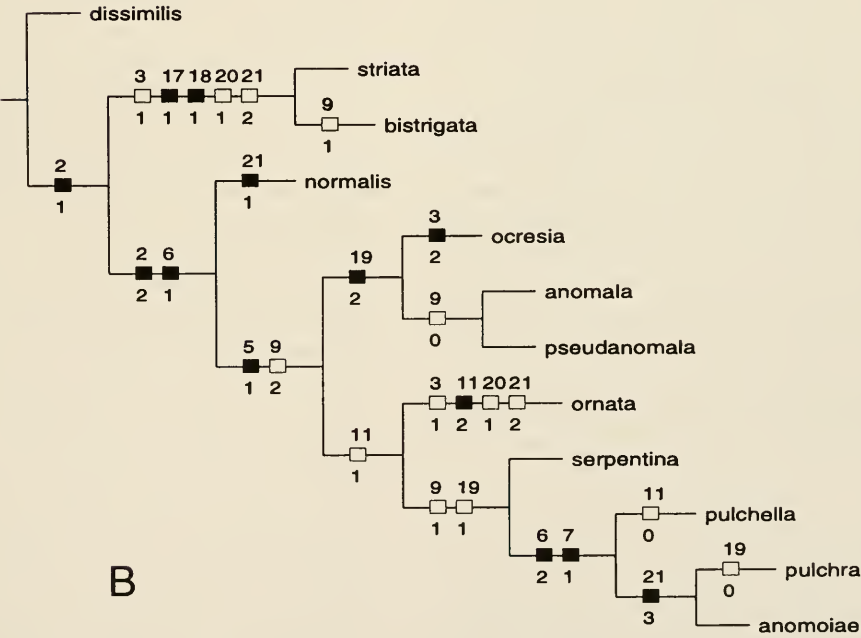 dissimilis
3 17 18 20 21
striata
1 1 1 1 2
9
bistrigata
1
2
1
21
normalis
1
3
ocresia
2
2 6
2 1
19
2
9
anomala
0
pseudanomala
5 9
1 2
3 11 20 21
ornata
1 2 1 2
11
1
serpentina
9 19
1 1
11
pulchella
0
6 7
2 1
19
pulchra
0
21
3
anomoiae
B